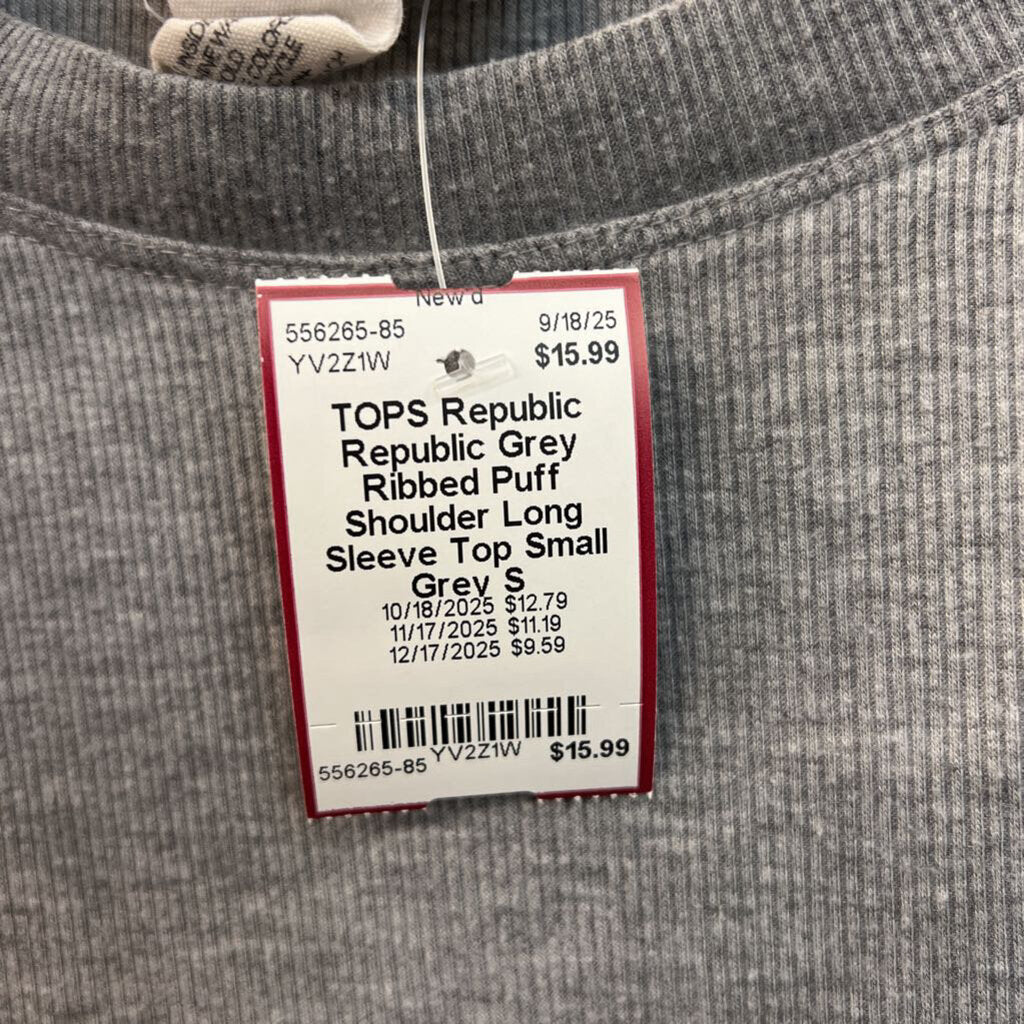 COLOR
New'd
556265-85 9/18/25
YV2Z1W $15.99
TOPS Republic
Republic Grey
Ribbed Puff
Shoulder Long
Sleeve Top Small
Grey S
10/18/2025 $12.79
11/17/2025 $11.19
12/17/2025 $9.59
556265-85 YV2Z1W $15.99